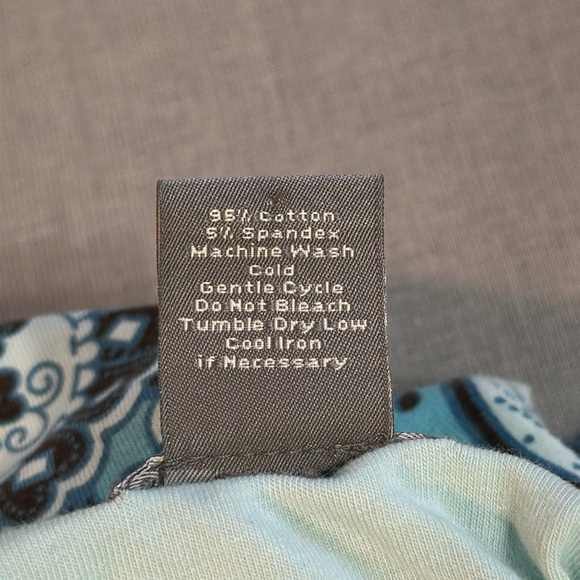 95% Cotton
5% Spandex
Machine Wash
Cold
Gentle Cycle
Do Not Bleach
Tumble Dry Low
Cool Iron
if Necessary